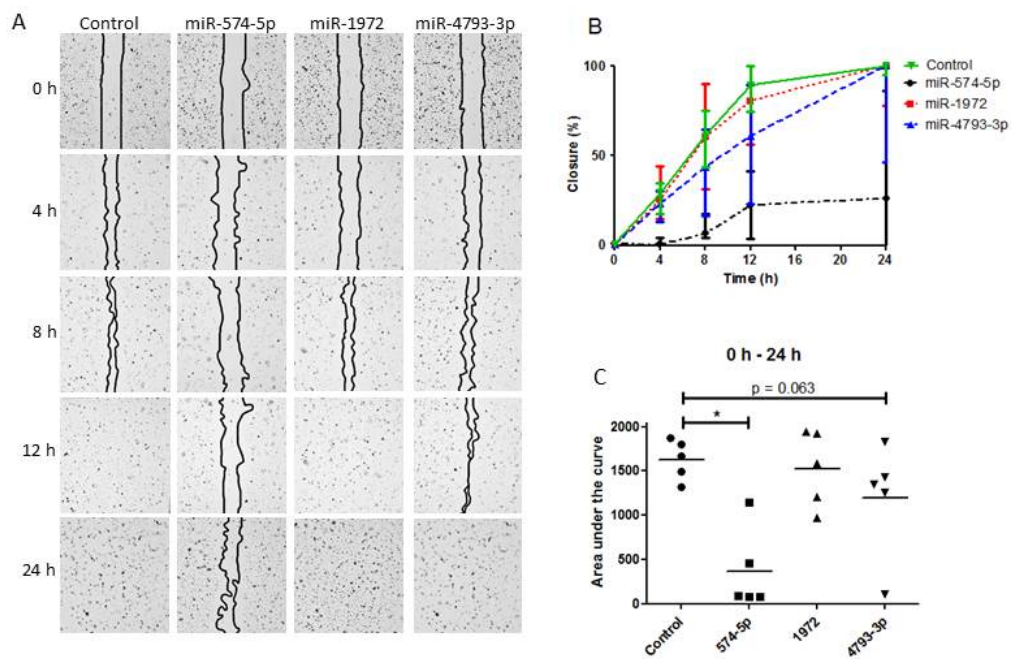 A
Control miR-574-5p miR-1972 miR-4793-3p
0 h
4 h
8 h
12 h
24 h
B
100
50
0
0 4 8 12 16 20 24
Closure (%)
Time (h)
Control
miR-574-5p
miR-1972
miR-4793-3p
C
0 h - 24 h
p = 0.063
*
2000
1500
1000
500
0
Area under the curve
Control 574-5p 1972 4793-3p